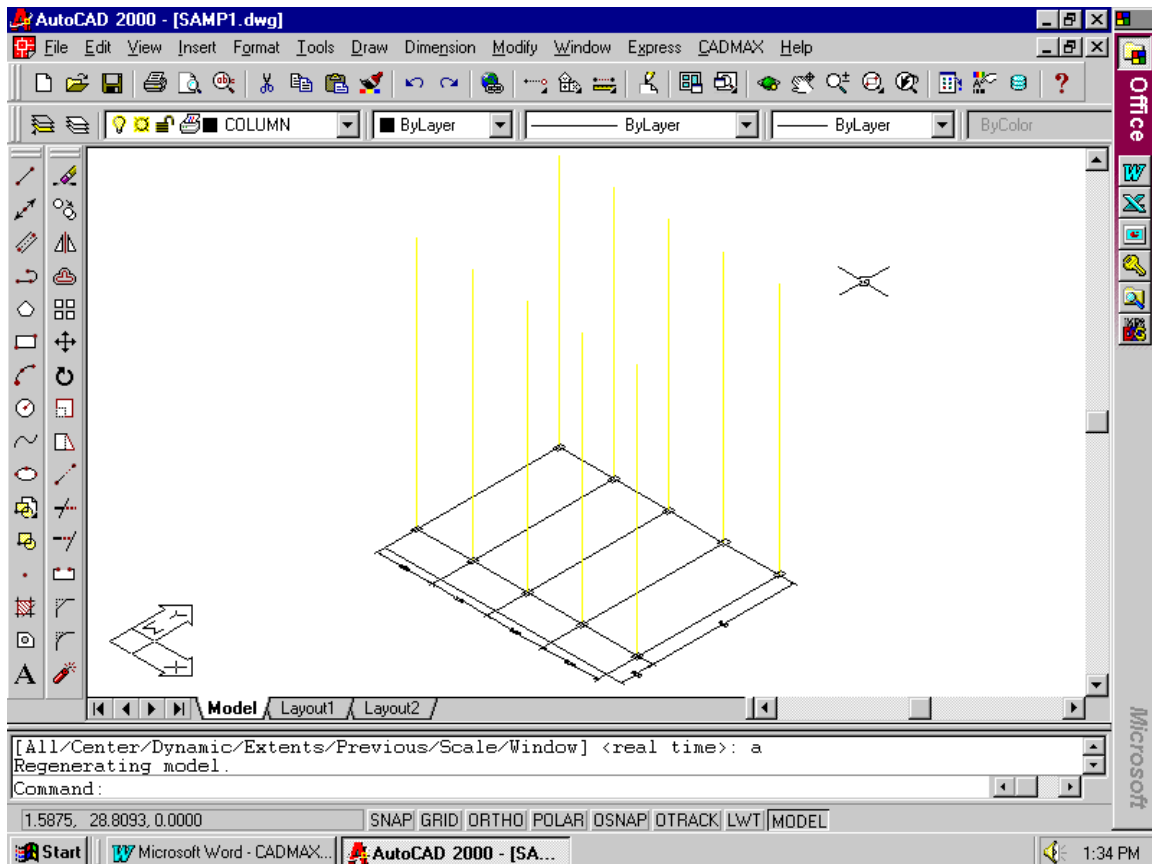 AutoCAD 2000 - [SAMP1.dwg]
File Edit View Insert Format Tools Draw Dimension Modify Window Express CADMAX Help
COLUMN ByLayer ByLayer ByLayer ByColor
Office
A
Model Layout1 Layout2
[All/Center/Dynamic/Extents/Previous/Scale/Window] <real time>: a
Regenerating model.
Command:
1.5875, 28.8093, 0.0000 SNAP GRID ORTHO POLAR OSNAP OTRACK LWT MODEL
Microsoft
Start Microsoft Word - CADMAX... AutoCAD 2000 - [SA... 1:34 PM